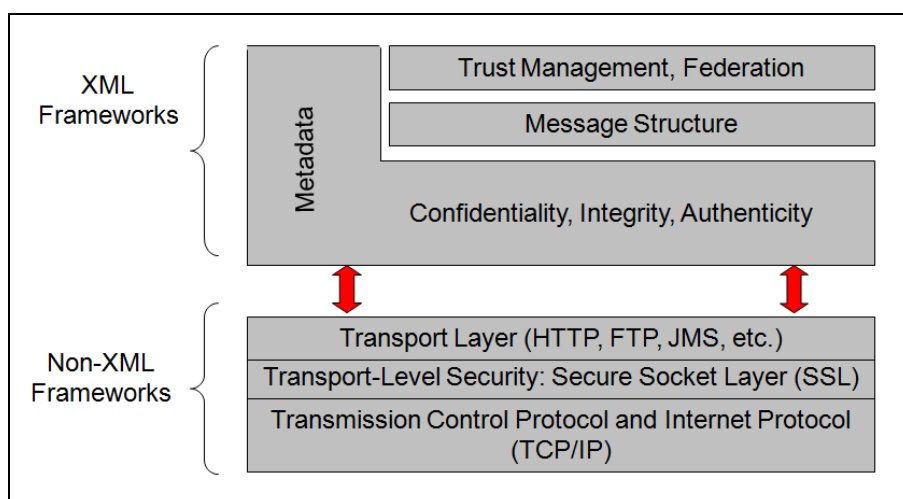 XML
Frameworks
Metadata
Trust Management, Federation
Message Structure
Confidentiality, Integrity, Authenticity
Non-XML
Frameworks
Transport Layer (HTTP, FTP, JMS, etc.)
Transport-Level Security: Secure Socket Layer (SSL)
Transmission Control Protocol and Internet Protocol
(TCP/IP)